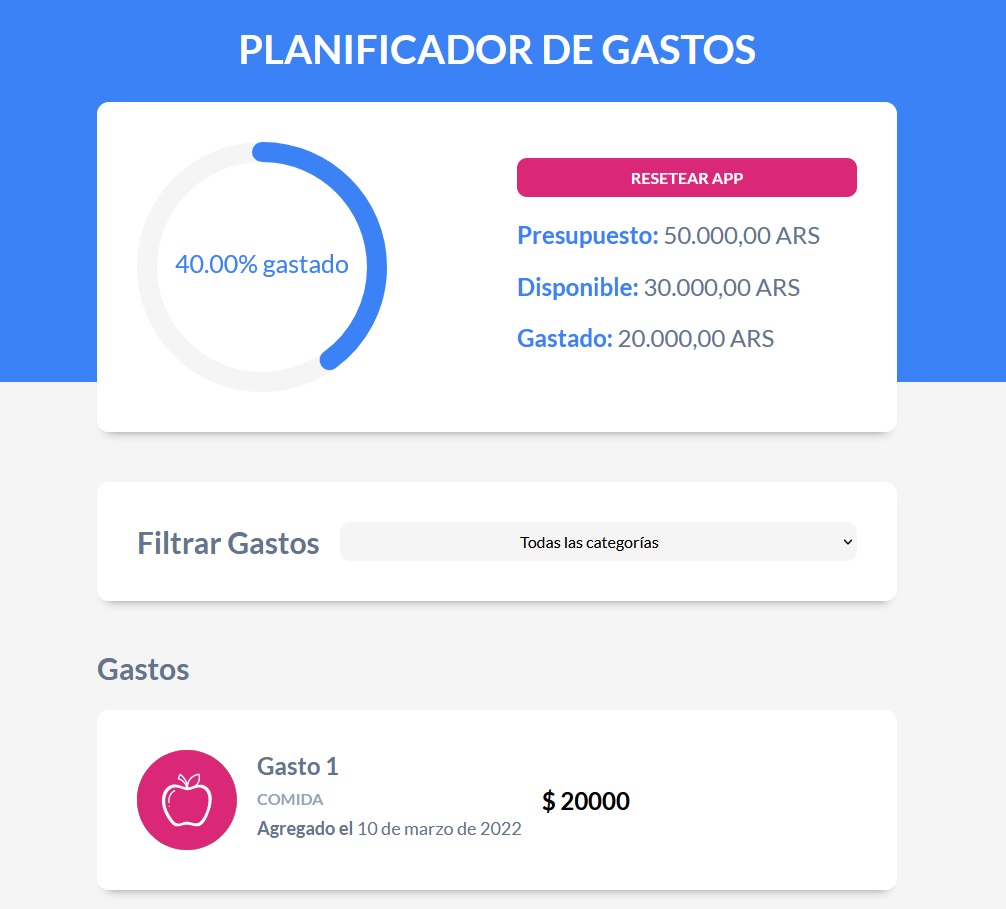 PLANIFICADOR DE GASTOS
40.00% gastado
RESETEAR APP
Presupuesto: 50.000,00 ARS
Disponible: 30.000,00 ARS
Gastado: 20.000,00 ARS
Filtrar Gastos
Todas las categorías
Gastos
Gasto 1
COMIDA
Agregado el 10 de marzo de 2022
$ 20000